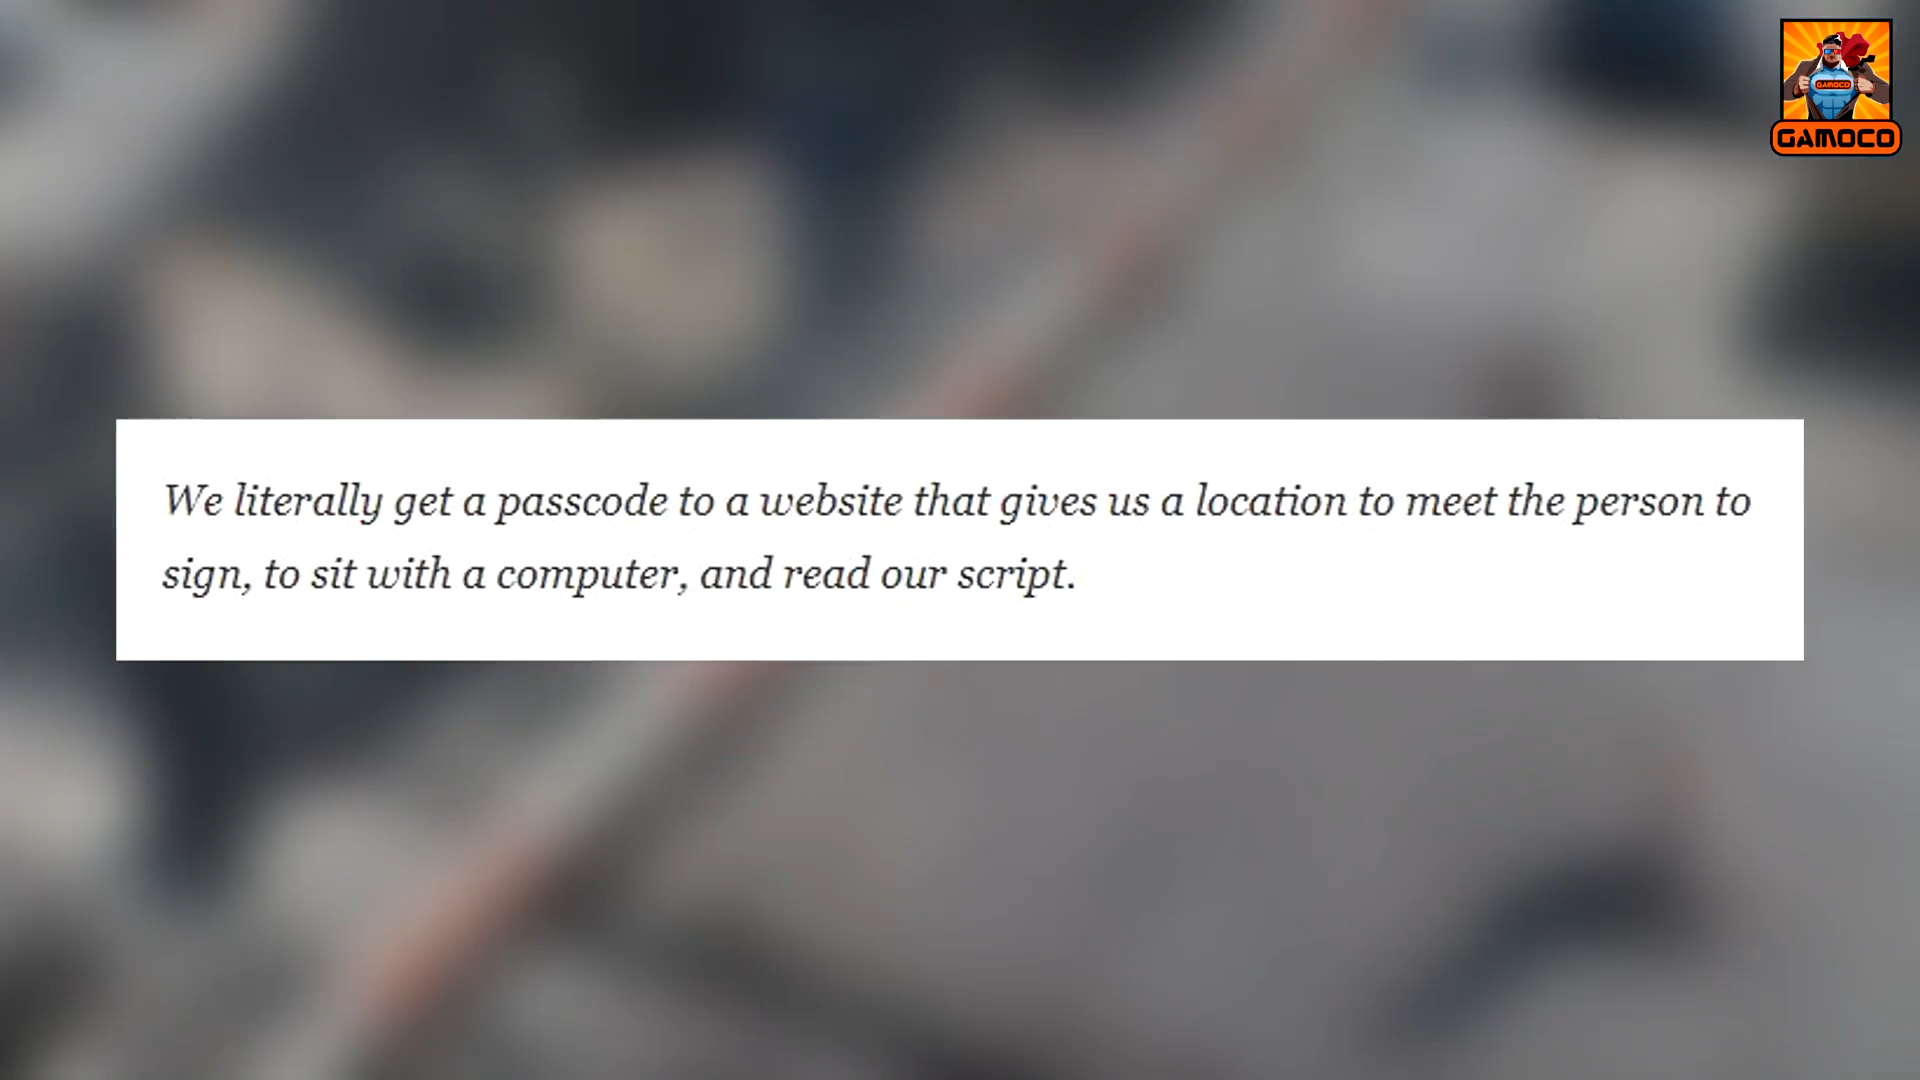 GAMOCO
GAMOCO
We literally get a passcode to a website that gives us a location to meet the person to
sign, to sit with a computer, and read our script.